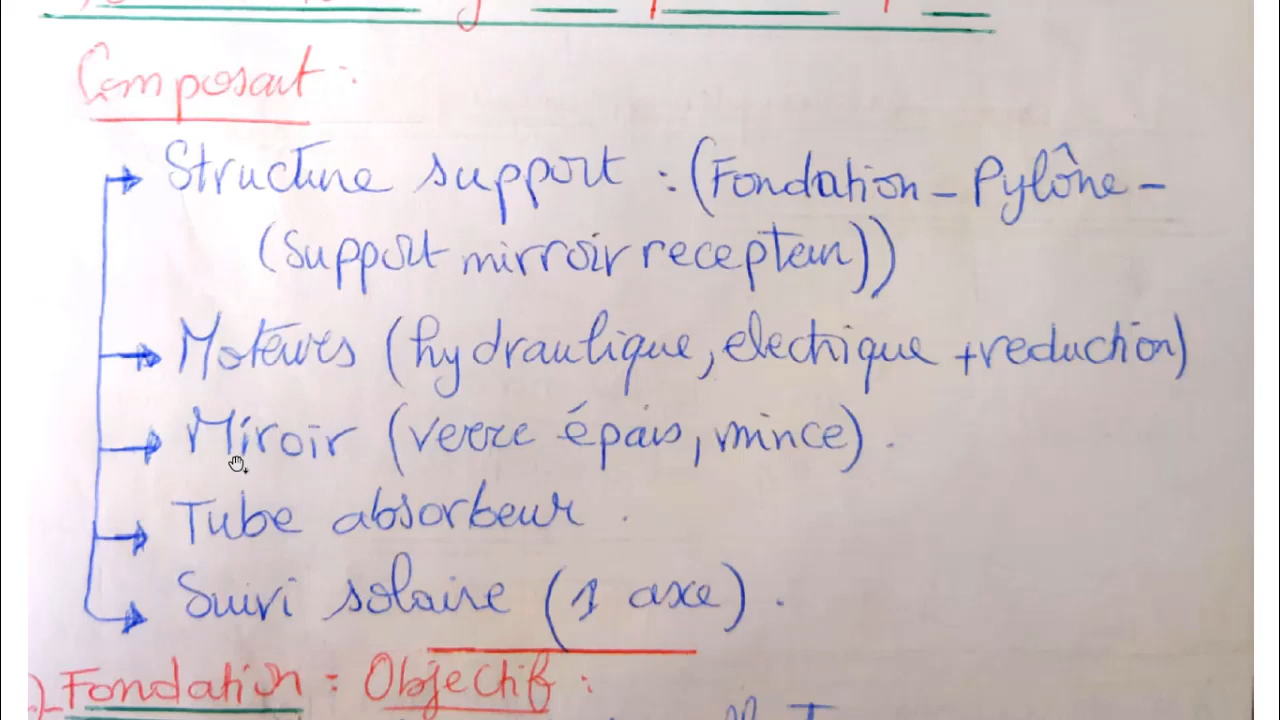 Composant :
Structure support : (Fondation - Pylône -
(support mirroir recepteur))
Moteurs (hydraulique, electrique + reduction)
Miroir (verre épais, mince).
Tube absorbeur.
Suivi solaire (1 axe).
)-Fondation : Objectif :